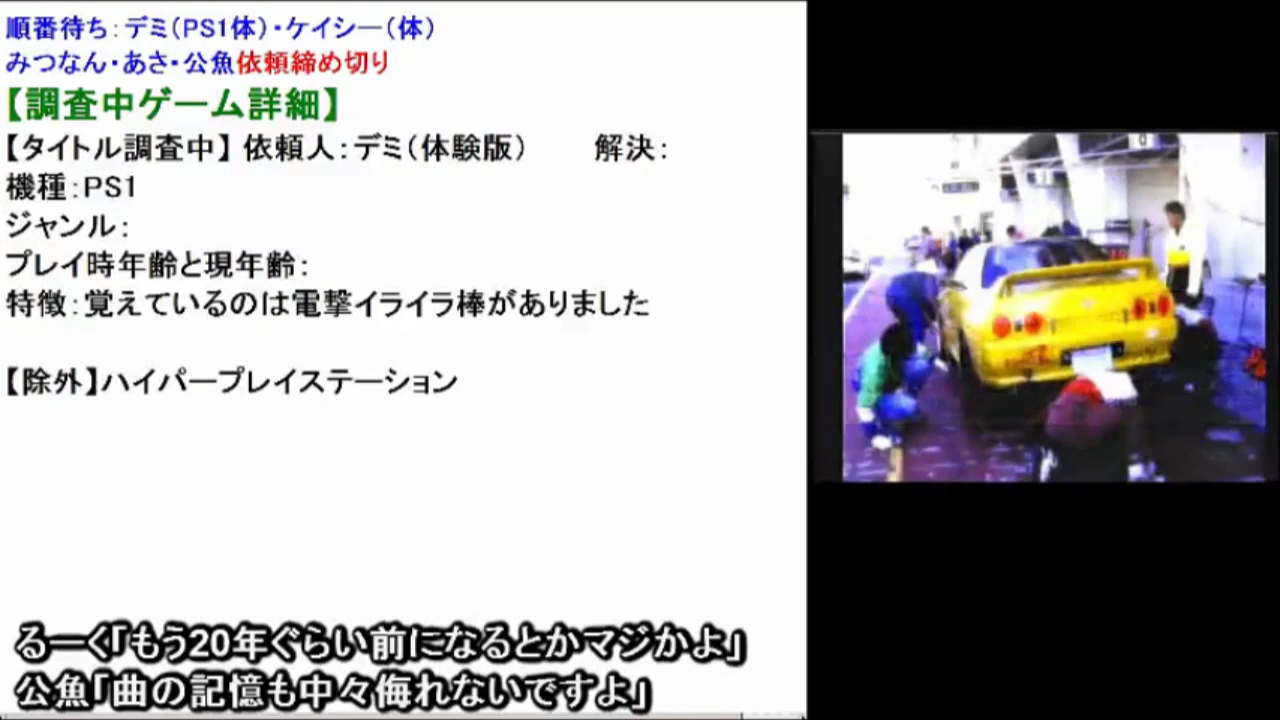 順番待ち：デミ（PS1体）・ケイシー（体）
みつなん・あさ・公魚依頼締め切り
【調査中ゲーム詳細】
【タイトル調査中】 依頼人：デミ（体験版） 解決：
機種：PS1
ジャンル：
プレイ時年齢と現年齢：
特徴：覚えているのは電撃イライラ棒がありました
【除外】ハイパープレイステーション
るーく「もう20年ぐらい前になるとかマジかよ」
公魚「曲の記憶も中々侮れないですよ」